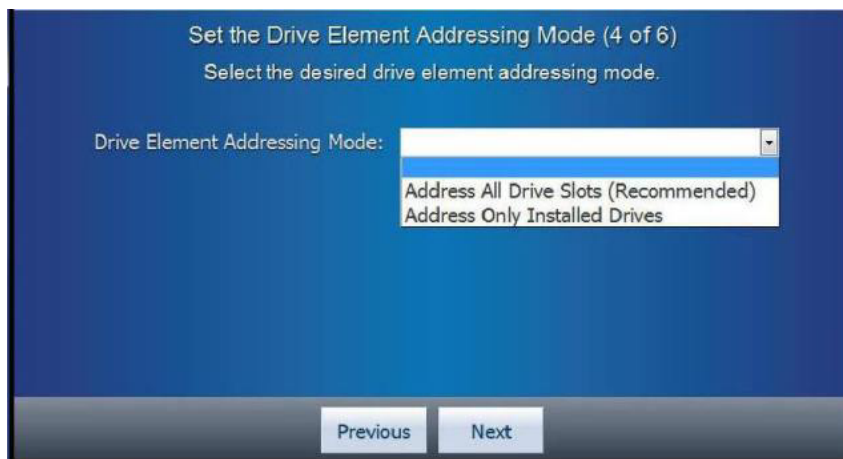 Set the Drive Element Addressing Mode (4 of 6)
Select the desired drive element addressing mode.
Drive Element Addressing Mode:
Address All Drive Slots (Recommended)
Address Only Installed Drives
Previous
Next